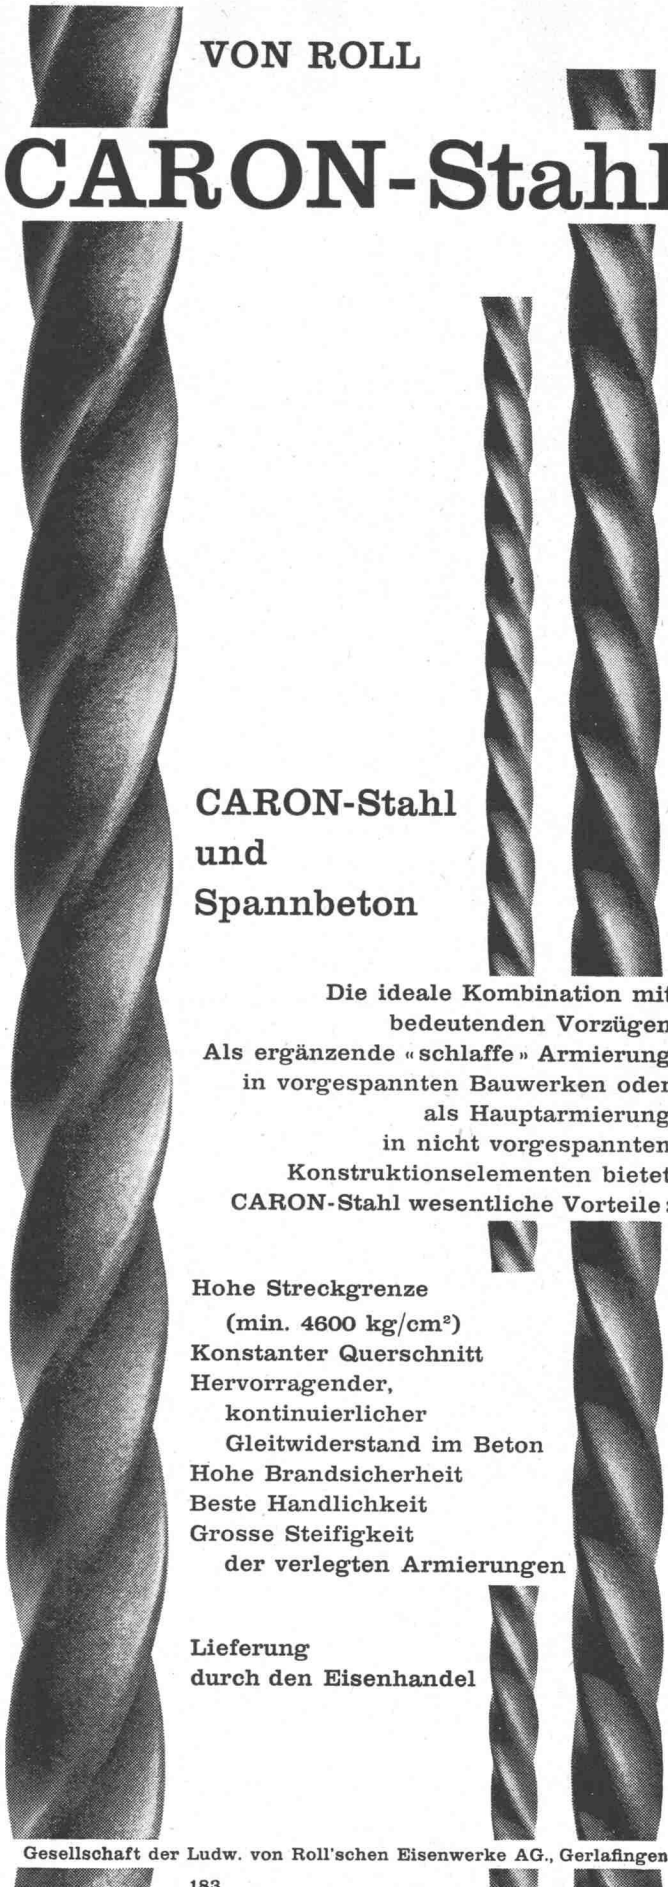 VON ROLL
CARON-Stahl
CARON-Stahl
und
Spannbeton
Die ideale Kombination mit
bedeutenden Vorzügen
Als ergänzende «schlaffe» Armierung
in vorgespannten Bauwerken oder
als Hauptarmierung
in nicht vorgespannten
Konstruktionselementen bietet
CARON-Stahl wesentliche Vorteile:
Hohe Streckgrenze
(min. 4600 kg/cm²)
Konstanter Querschnitt
Hervorragender,
kontinuierlicher
Gleitwiderstand im Beton
Hohe Brandsicherheit
Beste Handlichkeit
Grosse Steifigkeit
der verlegten Armierungen
Lieferung
durch den Eisenhandel
Gesellschaft der Ludw. von Roll'schen Eisenwerke AG., Gerlafingen
183